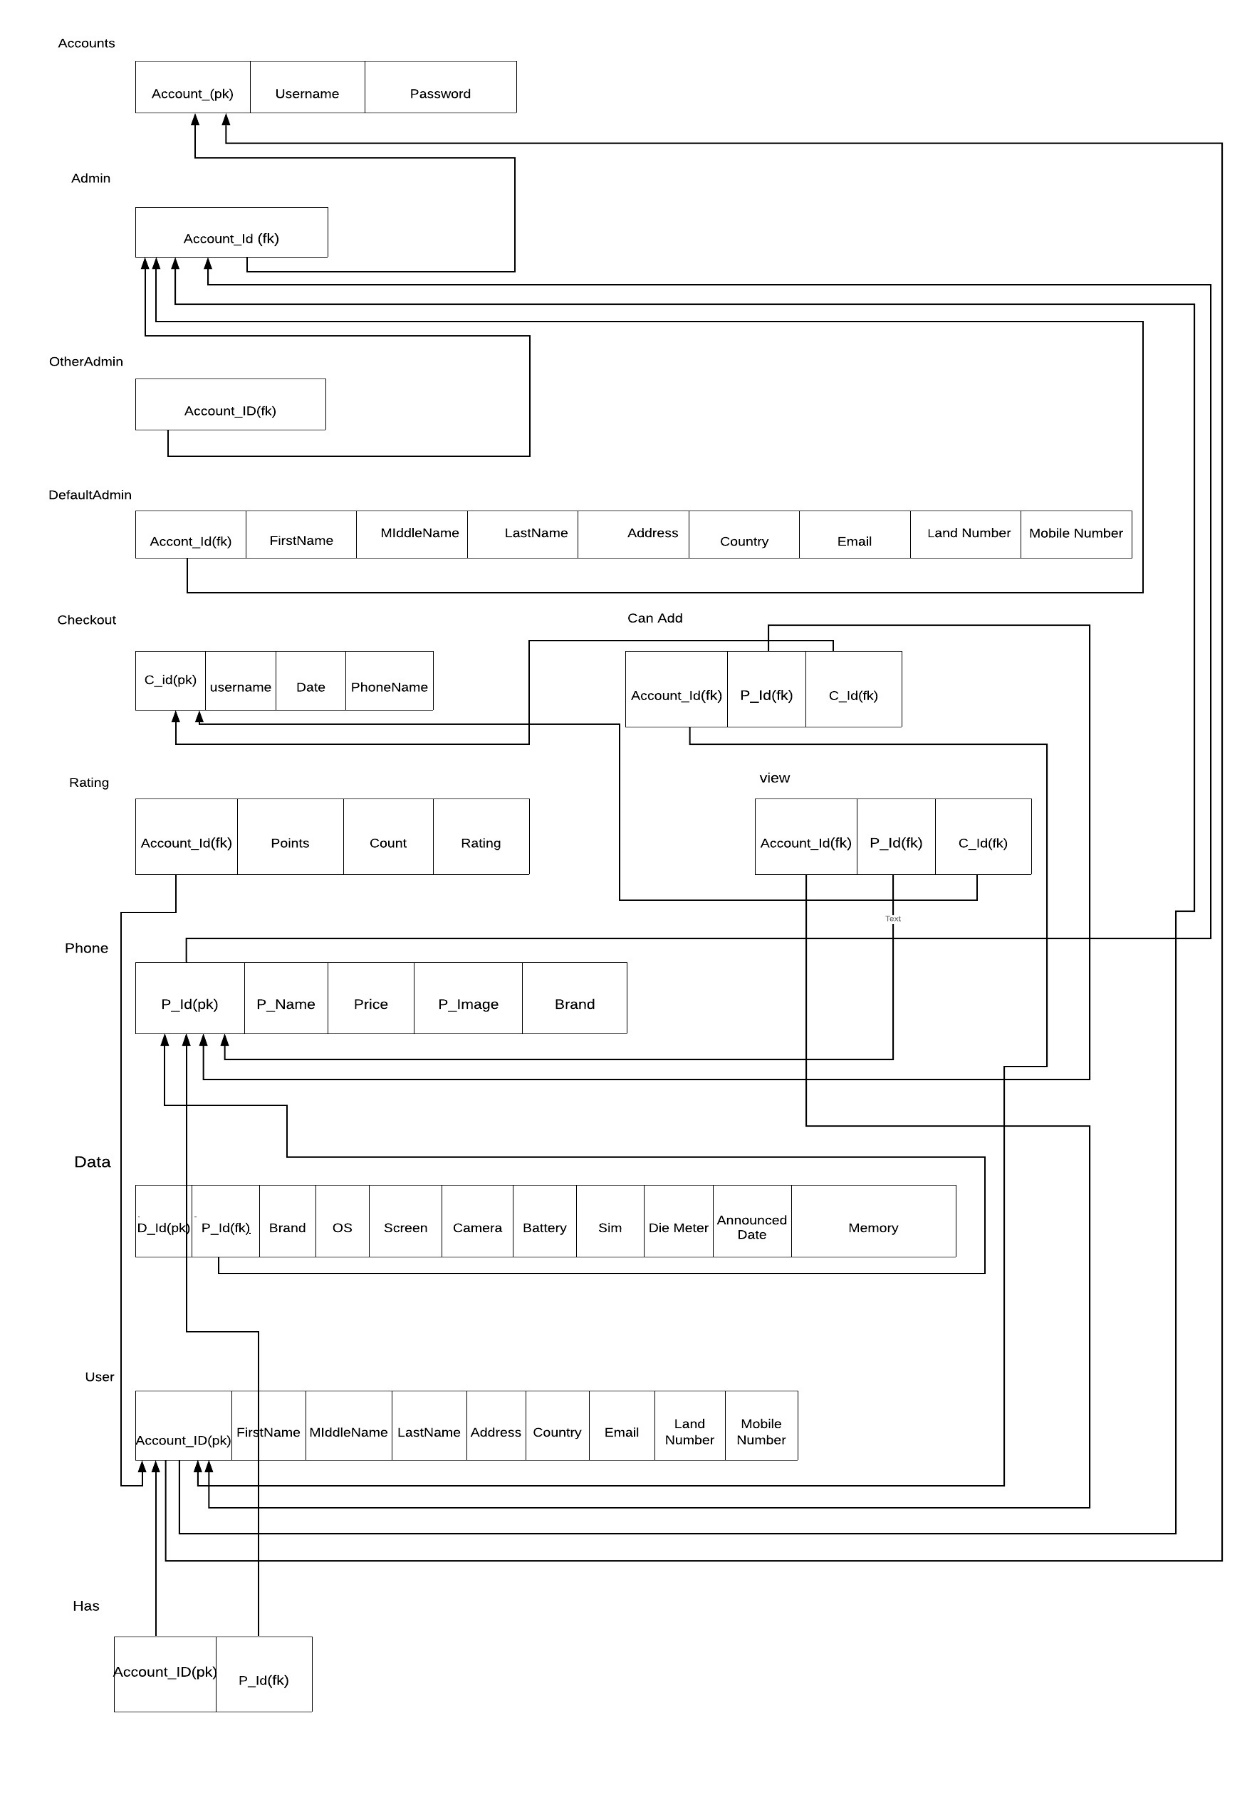 Accounts
Account_(pk) Username Password
Admin
Account_Id (fk)
OtherAdmin
Account_ID(fk)
DefaultAdmin
Accont_Id(fk) FirstName MIddleName LastName Address Country Email Land Number Mobile Number
Checkout
C_id(pk) username Date PhoneName
Can Add
Account_Id(fk) P_Id(fk) C_Id(fk)
Rating
Account_Id(fk) Points Count Rating
view
Account_Id(fk) P_Id(fk) C_Id(fk)
Text
Phone
P_Id(pk) P_Name Price P_Image Brand
Data
D_Id(pk) P_Id(fk) Brand OS Screen Camera Battery Sim Die Meter Announced
Date Memory
User
Account_ID(pk) FirstName MIddleName LastName Address Country Email Land
Number Mobile
Number
Has
Account_ID(pk) P_Id(fk)